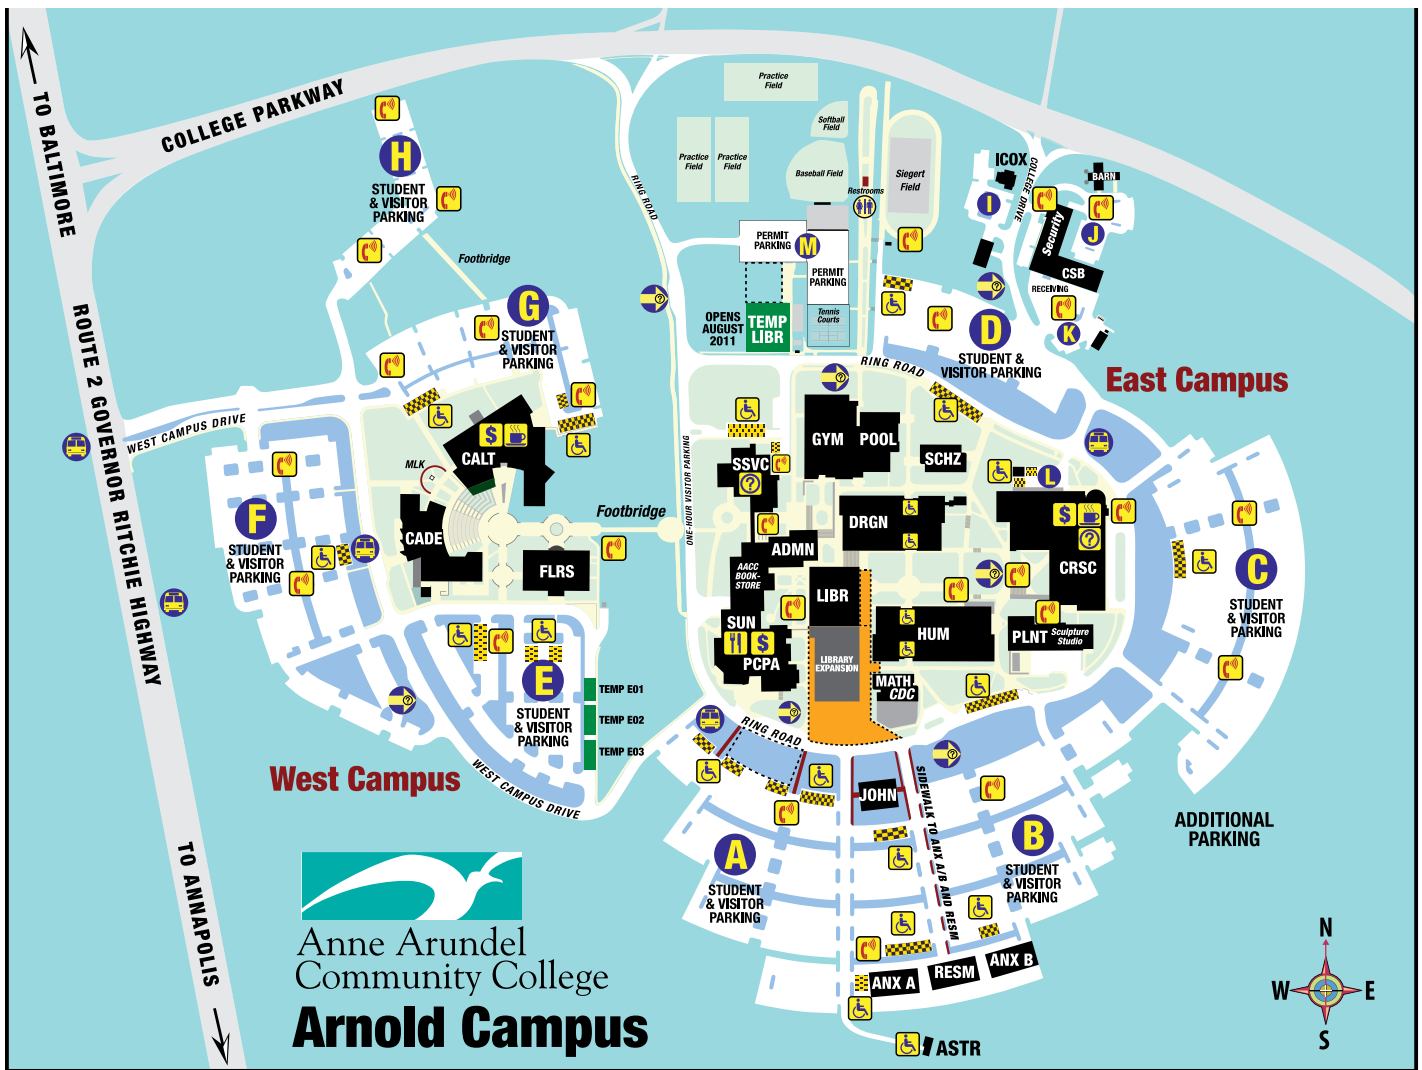 TO BALTIMORE
COLLEGE PARKWAY
H
STUDENT
& VISITOR
PARKING
Footbridge
G
STUDENT
& VISITOR
PARKING
RING ROAD
Practice
Field
Practice
Field
Practice
Field
Softball
Field
Baseball Field
Restrooms
Siegert
Field
PERMIT
PARKING
M
PERMIT
PARKING
OPENS
AUGUST
2011
TEMP
LIBR
Tennis
Courts
ICOX
COLLEGE DRIVE
I
BARN
J
Security
CSB
RECEIVING
K
D
STUDENT &
VISITOR PARKING
RING ROAD
East Campus
ROUTE 2 GOVERNOR RITCHIE HIGHWAY
WEST CAMPUS DRIVE
MLK
CALT
$
CADE
FLRS
Footbridge
ONE-HOUR VISITOR PARKING
F
STUDENT
& VISITOR
PARKING
E
STUDENT
& VISITOR
PARKING
TEMP E01
TEMP E02
TEMP E03
West Campus
WEST CAMPUS DRIVE
GYM
POOL
SCHZ
SSVC
?
L
DRGN
ADMN
AACC
BOOK-
STORE
LIBR
$
?
CRSC
SUN
$
PCPA
HUM
PLNT
Sculpture
Studio
LIBRARY
EXPANSION
MATH
CDC
C
STUDENT
& VISITOR
PARKING
RING ROAD
JOHN
SIDEWALK TO ANX A/B AND RESM
A
STUDENT
& VISITOR
PARKING
B
STUDENT
& VISITOR
PARKING
ADDITIONAL
PARKING
ANX A
RESM
ANX B
ASTR
TO ANNAPOLIS
Anne Arundel
Community College
Arnold Campus
N
W
E
S